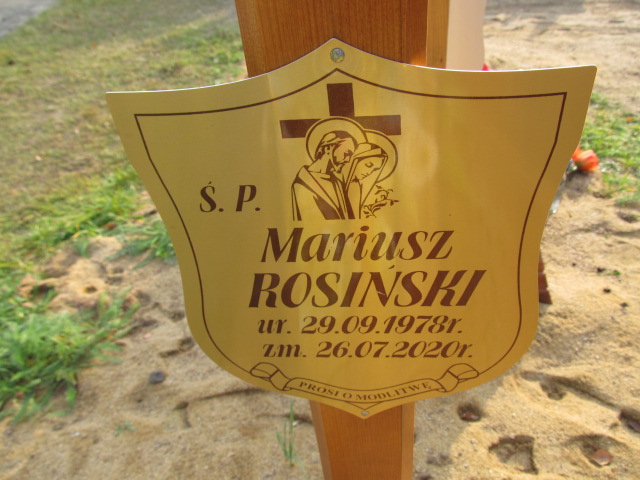 Ś. P.
Mariusz
ROSIŃSKI
ur. 29.09.1978r.
zm. 26.07.2020r.
PROSI O MODLITWĘ